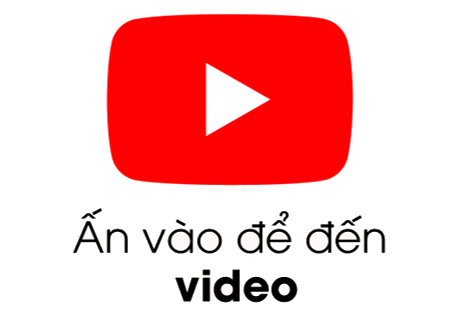 Ấn vào để đến
video